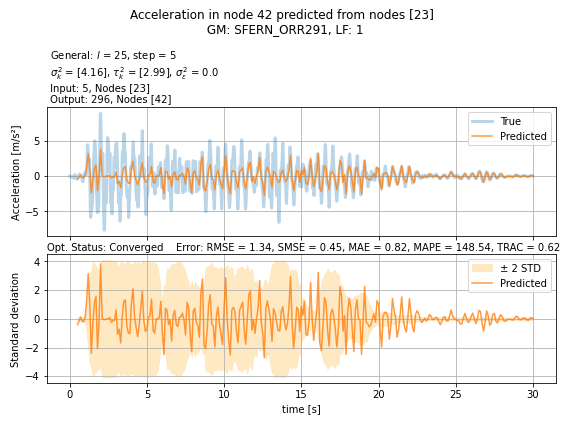 Acceleration in node 42 predicted from nodes [23]
GM: SFERN_ORR291, LF: 1
General: l = 25, step = 5
σ²ₖ = [4.16], τ²ₖ = [2.99], σ²ε = 0.0
Input: 5, Nodes [23]
Output: 296, Nodes [42]
Acceleration [m/s²]
5
0
−5
True
Predicted
Opt. Status: Converged Error: RMSE = 1.34, SMSE = 0.45, MAE = 0.82, MAPE = 148.54, TRAC = 0.62
Standard deviation
4
2
0
−2
−4
± 2 STD
Predicted
0 5 10 15 20 25 30
time [s]